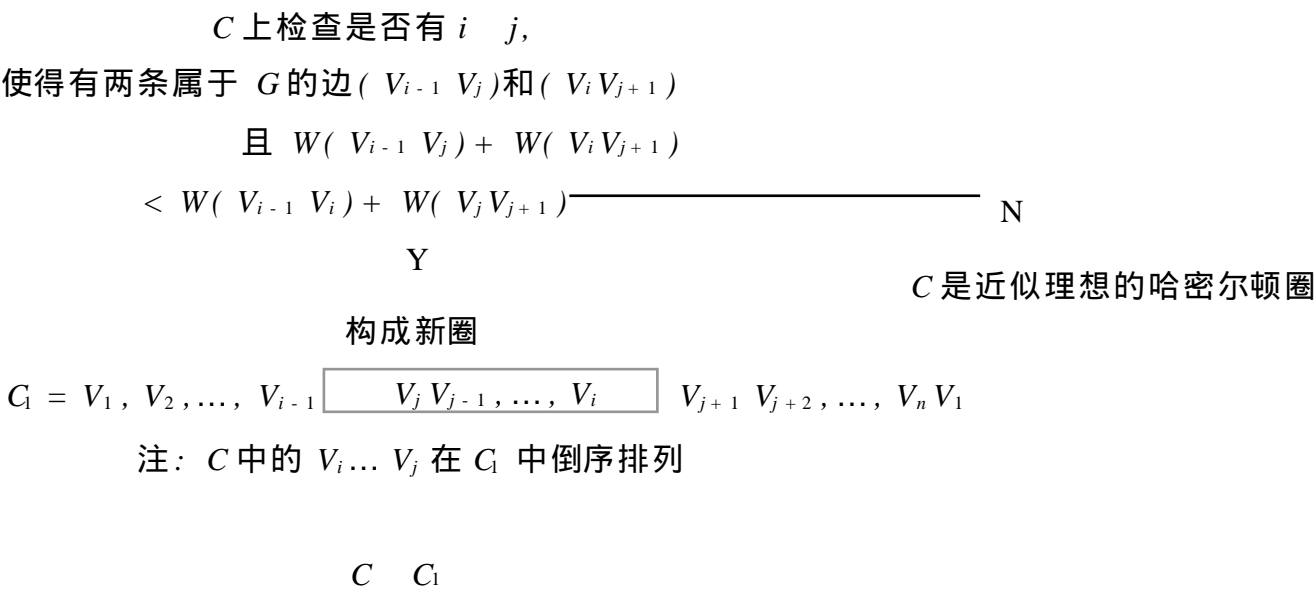 C 上检查是否有 i j,
使得有两条属于 G 的边( V_{i-1} V_j )和( V_i V_{j+1} )
且 W( V_{i-1} V_j ) + W( V_i V_{j+1} )
< W( V_{i-1} V_i ) + W( V_j V_{j+1} )
N
Y
C 是近似理想的哈密尔顿圈
构成新圈
C_1 = V_1 , V_2 , …, V_{i-1} V_j V_{j-1} , …, V_i V_{j+1} V_{j+2} , …, V_n V_1
注: C 中的 V_i … V_j 在 C_1 中倒序排列
C C_1